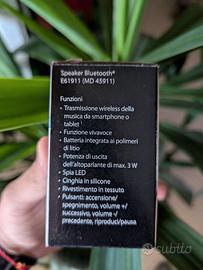 Speaker Bluetooth®
E61911 (MD 45911)
Funzioni
• Trasmissione wireless della
musica da smartphone o
tablet ¹
• Funzione vivavoce
• Batteria integrata ai polimeri
di litio
• Potenza di uscita
dell'altoparlante di max. 3 W
• Spia LED
• Cinghia in silicone
• Rivestimento in tessuto
• Pulsanti: accensione/
spegnimento, volume +/
successivo, volume -/
precedente, riproduci/pausa
subito